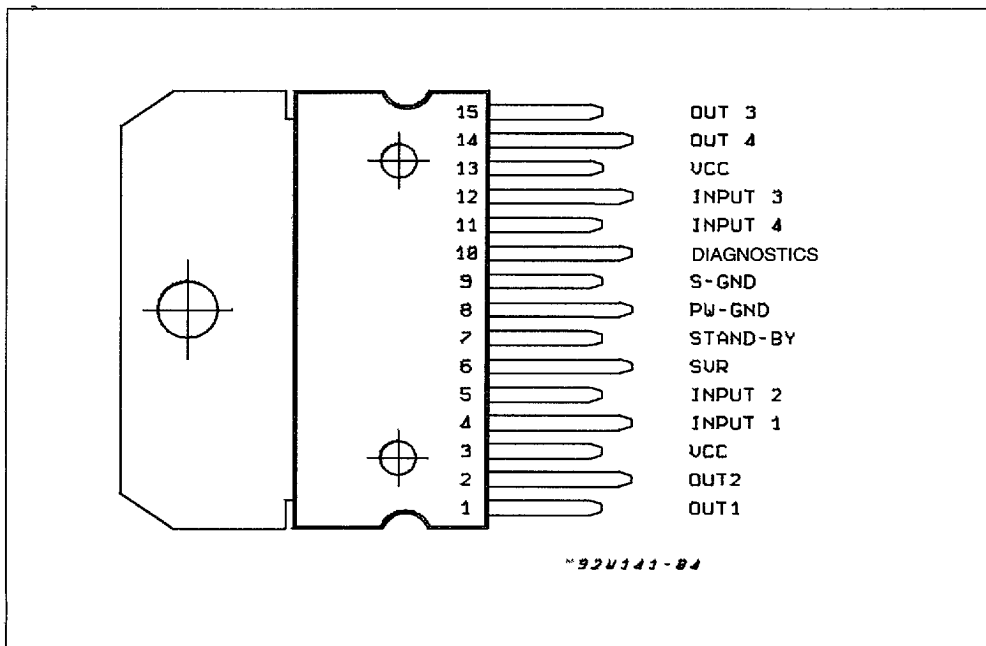 15 OUT 3
14 OUT 4
13 VCC
12 INPUT 3
11 INPUT 4
10 DIAGNOSTICS
9 S-GND
8 PW-GND
7 STAND-BY
6 SVR
5 INPUT 2
4 INPUT 1
3 VCC
2 OUT2
1 OUT1